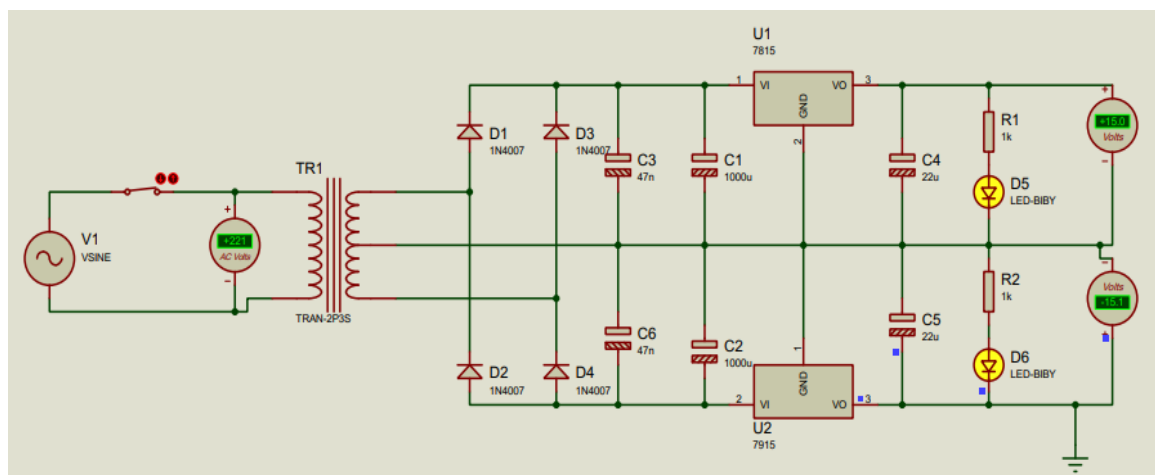 U1
7815
1
VI
VO
3
GND
2
D1
1N4007
D3
1N4007
C3
47n
C1
1000u
C4
22u
R1
1k
D5
LED-BIBY
+
+15.0
Volts
-
TR1
TRAN-2P3S
V1
VSINE
+
+221
AC Volts
-
C6
47n
C2
1000u
C5
22u
R2
1k
D6
LED-BIBY
-
Volts
-15.1
+
D2
1N4007
D4
1N4007
1
GND
2
VI
VO
3
U2
7915